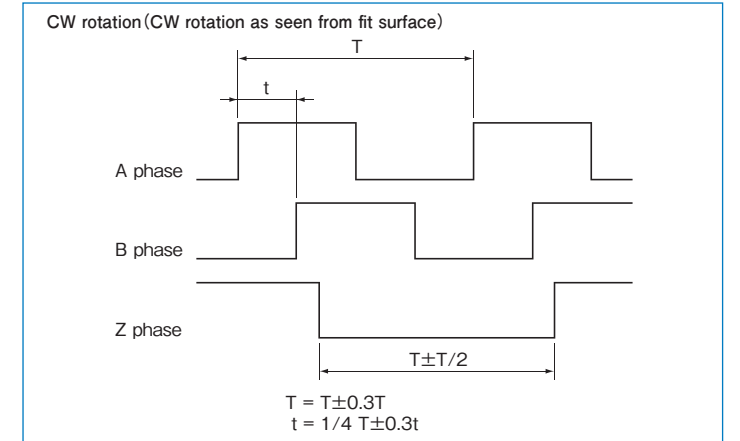 CW rotation(CW rotation as seen from fit surface)
T
t
A phase
B phase
Z phase
T±T/2
T = T±0.3T
t = 1/4 T±0.3t